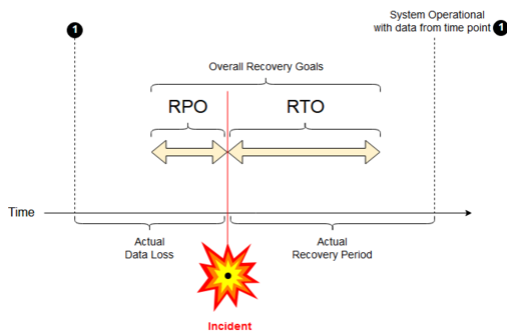 1
System Operational
with data from time point 1
Overall Recovery Goals
RPO
RTO
Time
Actual
Data Loss
Actual
Recovery Period
Incident